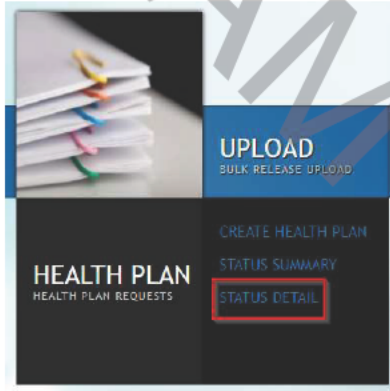 UPLOAD
BULK RELEASE UPLOAD
CREATE HEALTH PLAN
STATUS SUMMARY
STATUS DETAIL
HEALTH PLAN
HEALTH PLAN REQUESTS